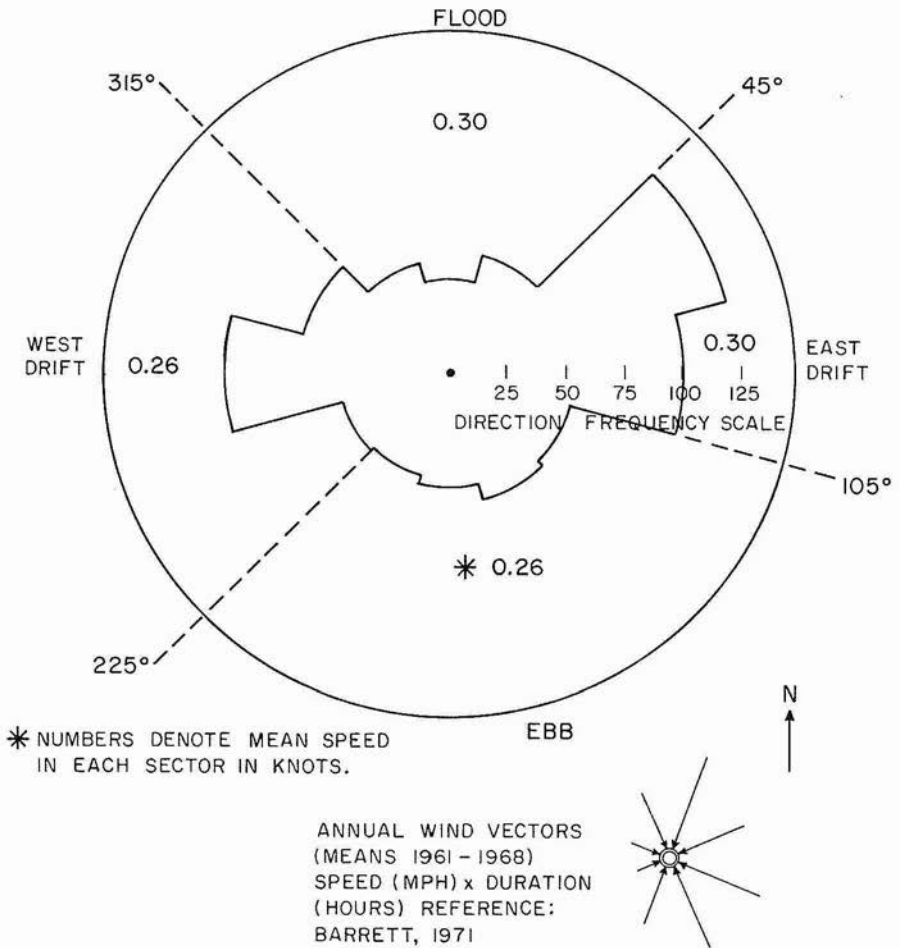 FLOOD
315°
45°
0.30
WEST
DRIFT
0.26
0.30
EAST
DRIFT
25 50 75 100 125
DIRECTION FREQUENCY SCALE
105°
* 0.26
225°
N
* NUMBERS DENOTE MEAN SPEED
IN EACH SECTOR IN KNOTS.
EBB
ANNUAL WIND VECTORS
(MEANS 1961 - 1968)
SPEED (MPH) x DURATION
(HOURS) REFERENCE:
BARRETT, 1971